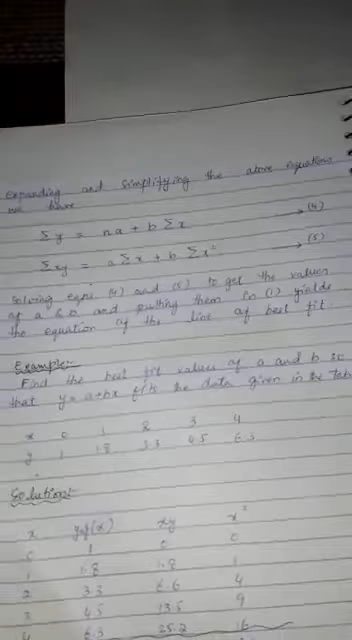 expanding and simplifying the above equations
we have
Σy = na + bΣx → (4)
Σxy = aΣx + bΣx² → (5)
Solving eqns (4) and (5) to get the values
of a & b and putting them in (1) yields
the equation of the line of best fit.
Example:-
Find the best fit values of a and b so
that y = a+bx fits the data given in the Tab
x 0 1 2 3 4
y 1 1.8 3.3 4.5 6.3
Solution:-
x y=f(x) xy x²
0 1 0 0
1 1.8 1.8 1
2 3.3 6.6 4
3 4.5 13.5 9
4 6.3 25.2 16